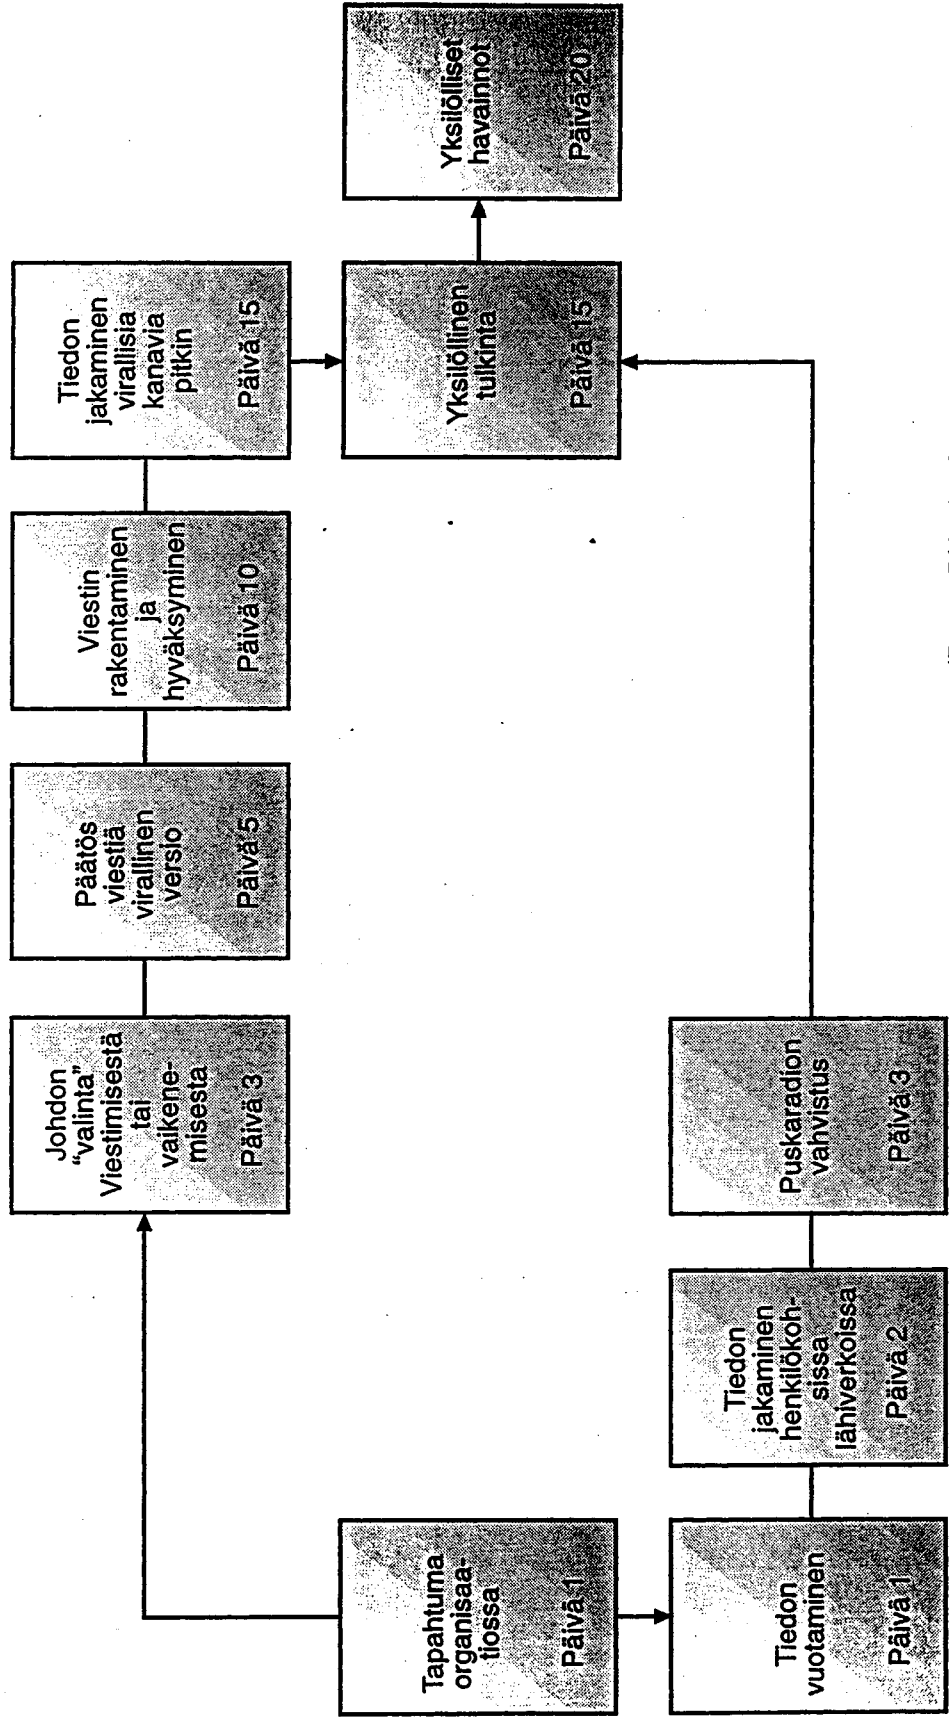 Tapahtuma
organisaa-
tiossa
Päivä 1
Johdon
“valinta”
Viestimisestä
tai
vaikene-
misesta
Päivä 3
Päätös
viestiä
virallinen
versio
Päivä 5
Viestin
rakentaminen
ja
hyväksyminen
Päivä 10
Tiedon
jakaminen
virallisia
kanavia
pitkin
Päivä 15
Tiedon
vuotaminen
Päivä 1
Tiedon
jakaminen
henkilökoh-
sissa
lähiverkoissa
Päivä 2
Puskaradion
vahvistus
Päivä 3
Yksilöllinen
tulkinta
Päivä 15
Yksilölliset
havainnot
Päivä 20